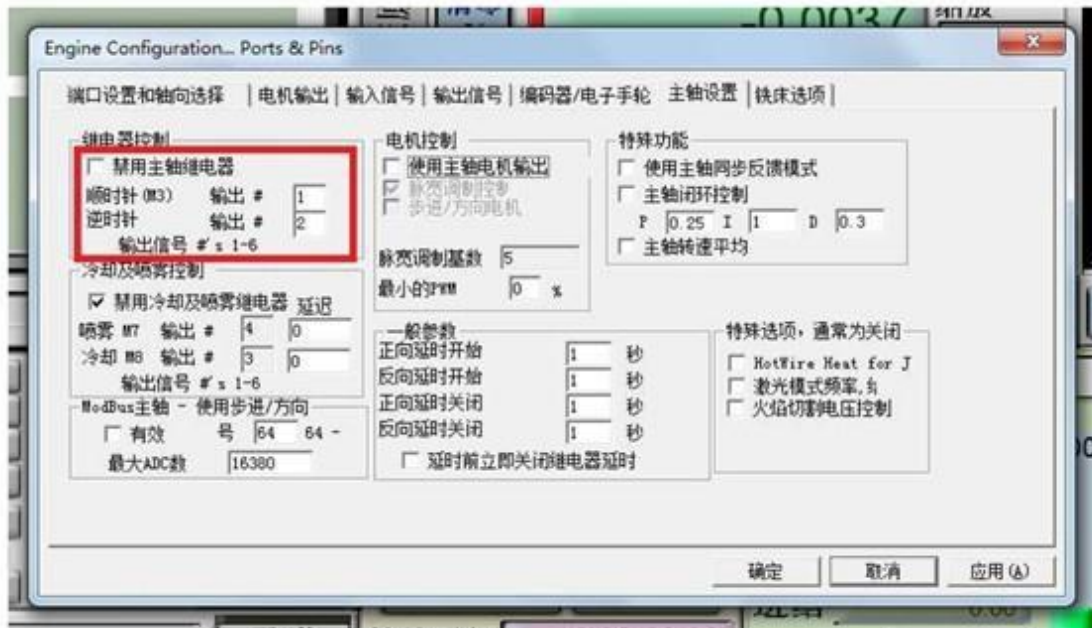 -0.0037
Engine Configuration... Ports & Pins
端口设置和轴向选择
电机输出
输入信号
输出信号
编码器/电子手轮
主轴设置
铣床选项
继电器控制
禁用主轴继电器
顺时针(M3) 输出 # 1
逆时针 输出 # 2
输出信号 #'s 1-6
冷却及喷雾控制
禁用冷却及喷雾继电器 延迟
喷雾 M7 输出 # 4 0
冷却 M8 输出 # 3 0
输出信号 #'s 1-6
ModBus主轴 - 使用步进/方向
有效 号 64 64 -
最大ADC数 16380
电机控制
使用主轴电机输出
脉宽调制控制
步进/方向电机
脉宽调制基数 5
最小的PWM 0 %
一般参数
正向延时开始 1 秒
反向延时开始 1 秒
正向延时关闭 1 秒
反向延时关闭 1 秒
延时前立即关闭继电器延时
特殊功能
使用主轴同步反馈模式
主轴闭环控制
P 0.25 I 1 D 0.3
主轴转速平均
特殊选项，通常为关闭
HotWire Heat for J
激光模式频率,
火焰切割电压控制
确定
取消
应用(A)
0.00